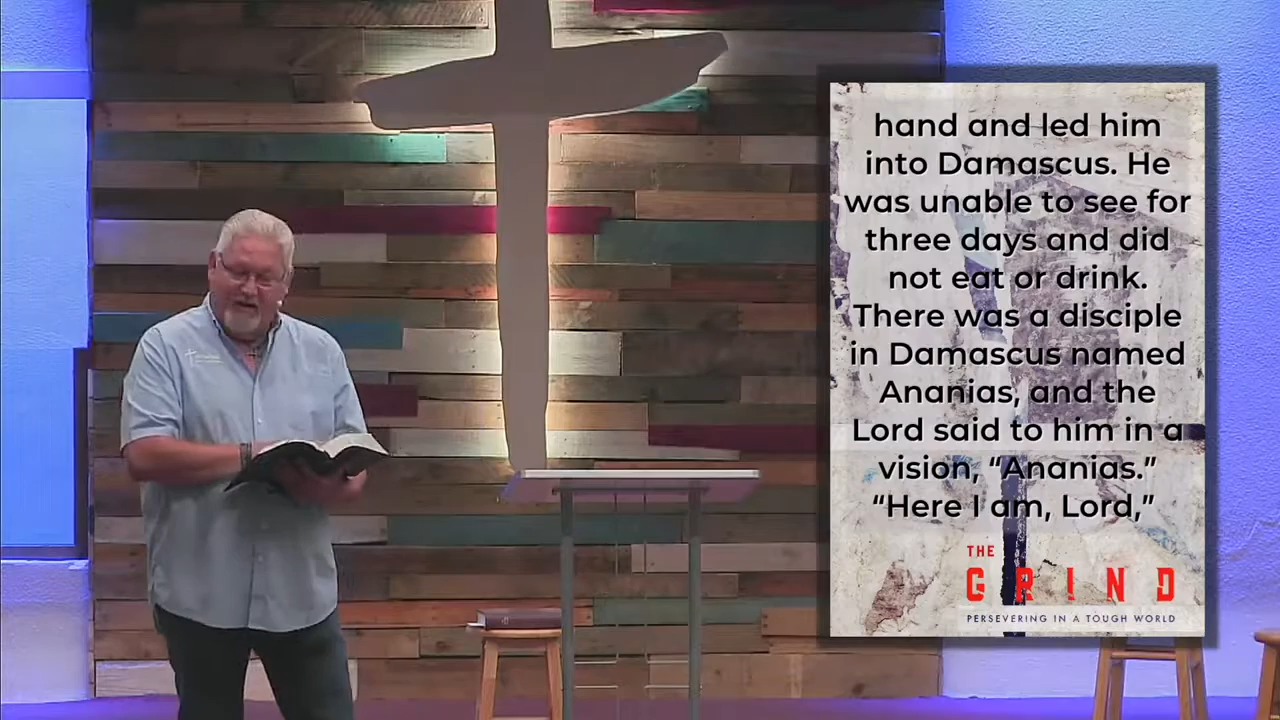 hand and led him
into Damascus. He
was unable to see for
three days and did
not eat or drink.
There was a disciple
in Damascus named
Ananias, and the
Lord said to him in a
vision, “Ananias.”
“Here I am, Lord,”
THE
GRIND
PERSEVERING IN A TOUGH WORLD